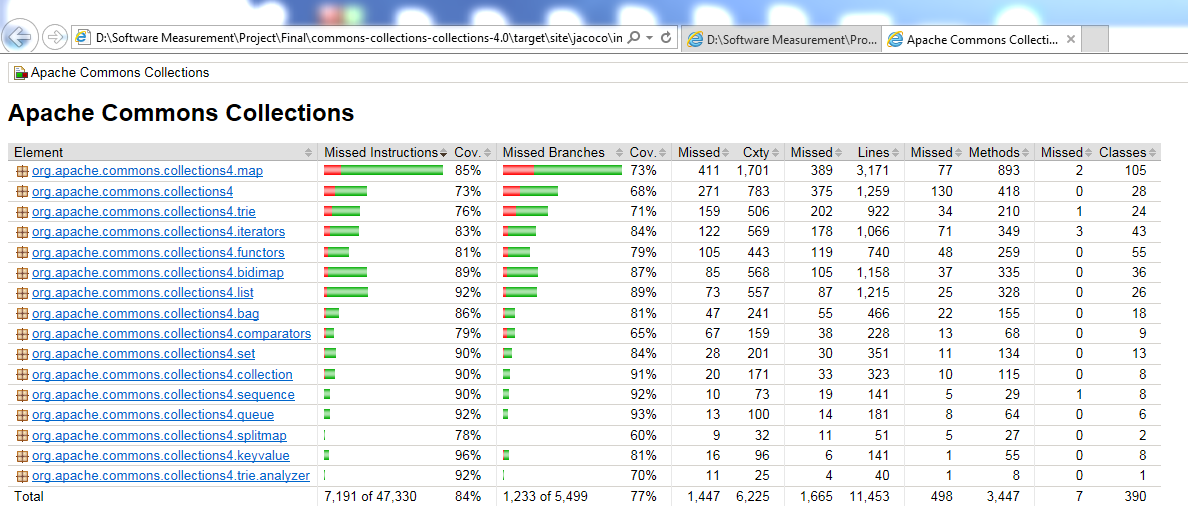 D:\Software Measurement\Project\Final\commons-collections-collections-4.0\target\site\jacoco\in
D:\Software Measurement\Pro...
Apache Commons Collecti...
Apache Commons Collections
Apache Commons Collections
Element Missed Instructions Cov. Missed Branches Cov. Missed Cxty Missed Lines Missed Methods Missed Classes
org.apache.commons.collections4.map 85% 73% 411 1,701 389 3,171 77 893 2 105
org.apache.commons.collections4 73% 68% 271 783 375 1,259 130 418 0 28
org.apache.commons.collections4.trie 76% 71% 159 506 202 922 34 210 1 24
org.apache.commons.collections4.iterators 83% 84% 122 569 178 1,066 71 349 3 43
org.apache.commons.collections4.functors 81% 79% 105 443 119 740 48 259 0 55
org.apache.commons.collections4.bidimap 89% 87% 85 568 105 1,158 37 335 0 36
org.apache.commons.collections4.list 92% 89% 73 557 87 1,215 25 328 0 26
org.apache.commons.collections4.bag 86% 81% 47 241 55 466 22 155 0 18
org.apache.commons.collections4.comparators 79% 65% 67 159 38 228 13 68 0 9
org.apache.commons.collections4.set 90% 84% 28 201 30 351 11 134 0 13
org.apache.commons.collections4.collection 90% 91% 20 171 33 323 10 115 0 8
org.apache.commons.collections4.sequence 90% 92% 10 73 19 141 5 29 1 8
org.apache.commons.collections4.queue 92% 93% 13 100 14 181 8 64 0 6
org.apache.commons.collections4.splitmap 78% 60% 9 32 11 51 5 27 0 2
org.apache.commons.collections4.keyvalue 96% 81% 16 96 6 141 1 55 0 8
org.apache.commons.collections4.trie.analyzer 92% 70% 11 25 4 40 1 8 0 1
Total 7,191 of 47,330 84% 1,233 of 5,499 77% 1,447 6,225 1,665 11,453 498 3,447 7 390